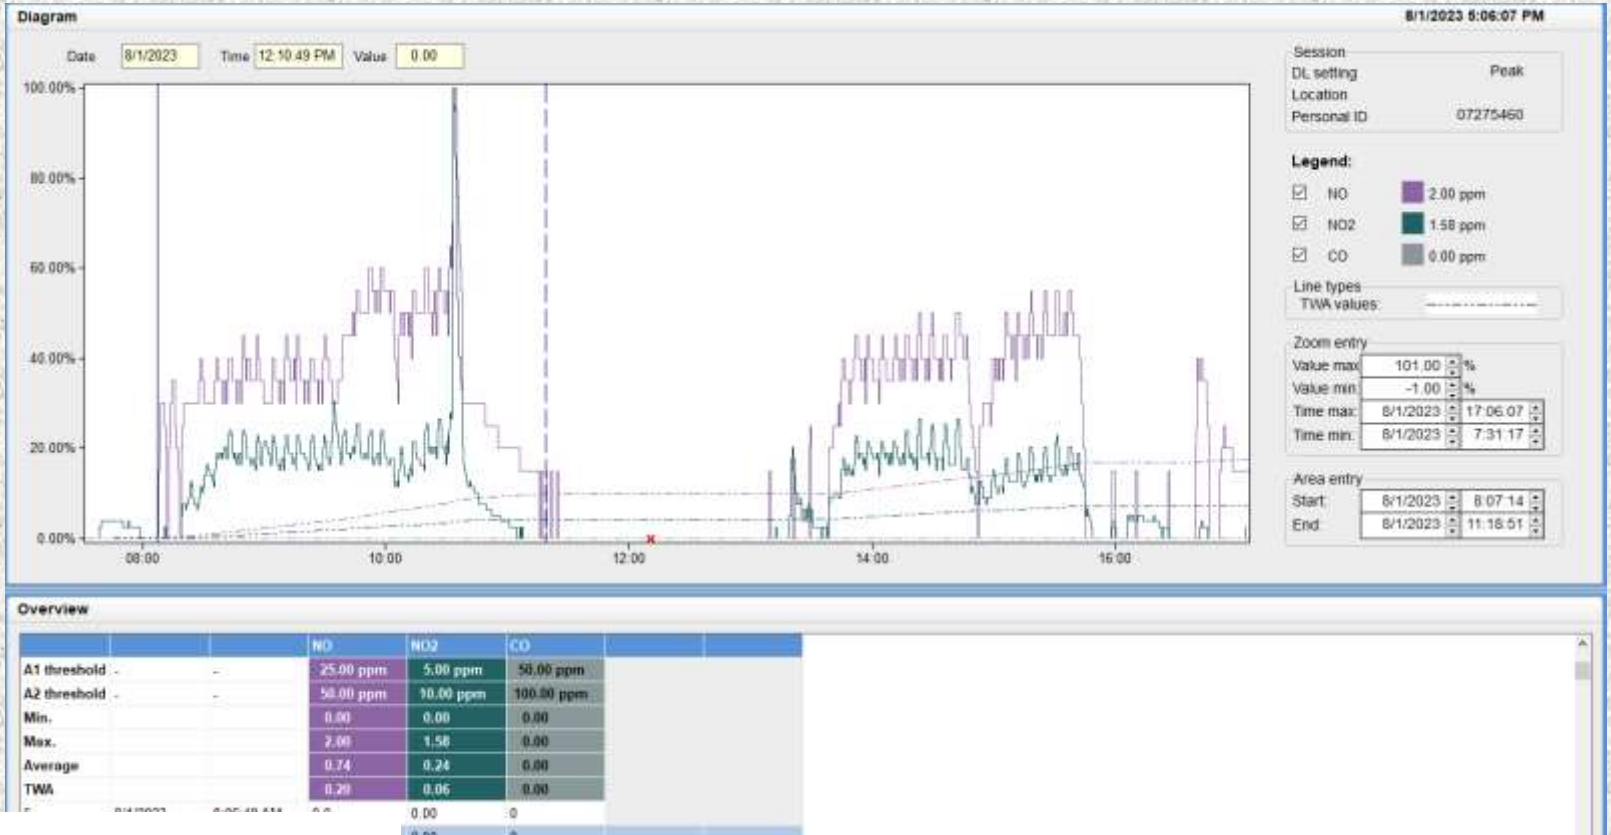 Diagram 8/1/2023 5:06:07 PM
Date 8/1/2023 Time 12:10:49 PM Value 0.00
100.00%
80.00%
60.00%
40.00%
20.00%
0.00%
08:00 10:00 12:00 14:00 16:00
Session
DL setting Peak
Location
Personal ID 07275460
Legend:
NO 2.00 ppm
NO2 1.58 ppm
CO 0.00 ppm
Line types
TWA values:
Zoom entry
Value max 101.00 %
Value min -1.00 %
Time max: 8/1/2023 17:06:07
Time min: 8/1/2023 7:31:17
Area entry
Start 8/1/2023 8:07:14
End 8/1/2023 11:18:51
Overview
NO NO2 CO
A1 threshold - - 25.00 ppm 5.00 ppm 50.00 ppm
A2 threshold - - 50.00 ppm 10.00 ppm 100.00 ppm
Min. 0.00 0.00 0.00
Max. 2.00 1.58 0.00
Average 0.74 0.24 0.00
TWA 0.20 0.06 0.00
0.00 0